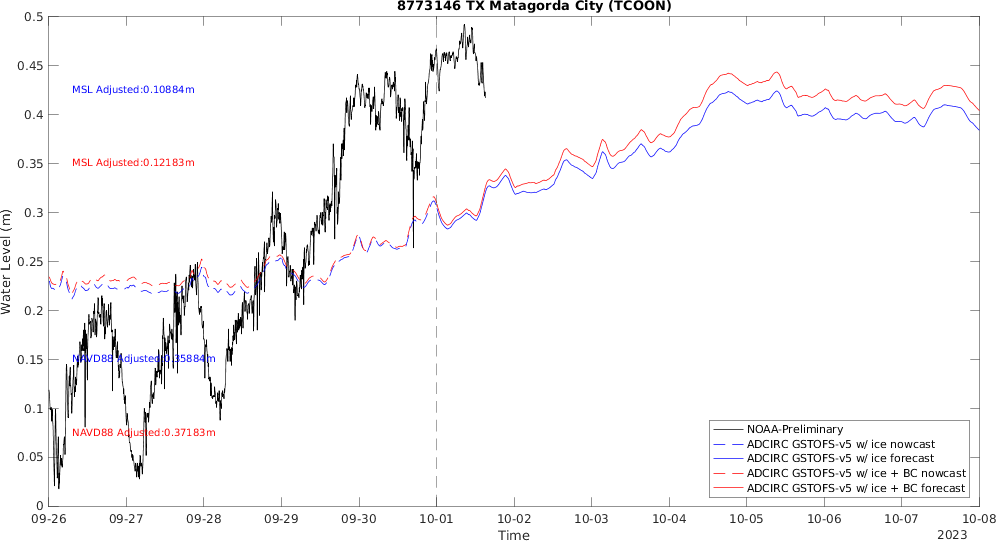 8773146 TX Matagorda City (TCOON)
0.5
0.45
0.4
0.35
0.3
0.25
0.2
0.15
0.1
0.05
0
Water Level (m)
MSL Adjusted:0.10884m
MSL Adjusted:0.12183m
NAVD88 Adjusted:0.35884m
NAVD88 Adjusted:0.37183m
NOAA-Preliminary
ADCIRC GSTOFS-v5 w/ ice nowcast
ADCIRC GSTOFS-v5 w/ ice forecast
ADCIRC GSTOFS-v5 w/ ice + BC nowcast
ADCIRC GSTOFS-v5 w/ ice + BC forecast
09-26 09-27 09-28 09-29 09-30 10-01 10-02 10-03 10-04 10-05 10-06 10-07 10-08
Time
2023